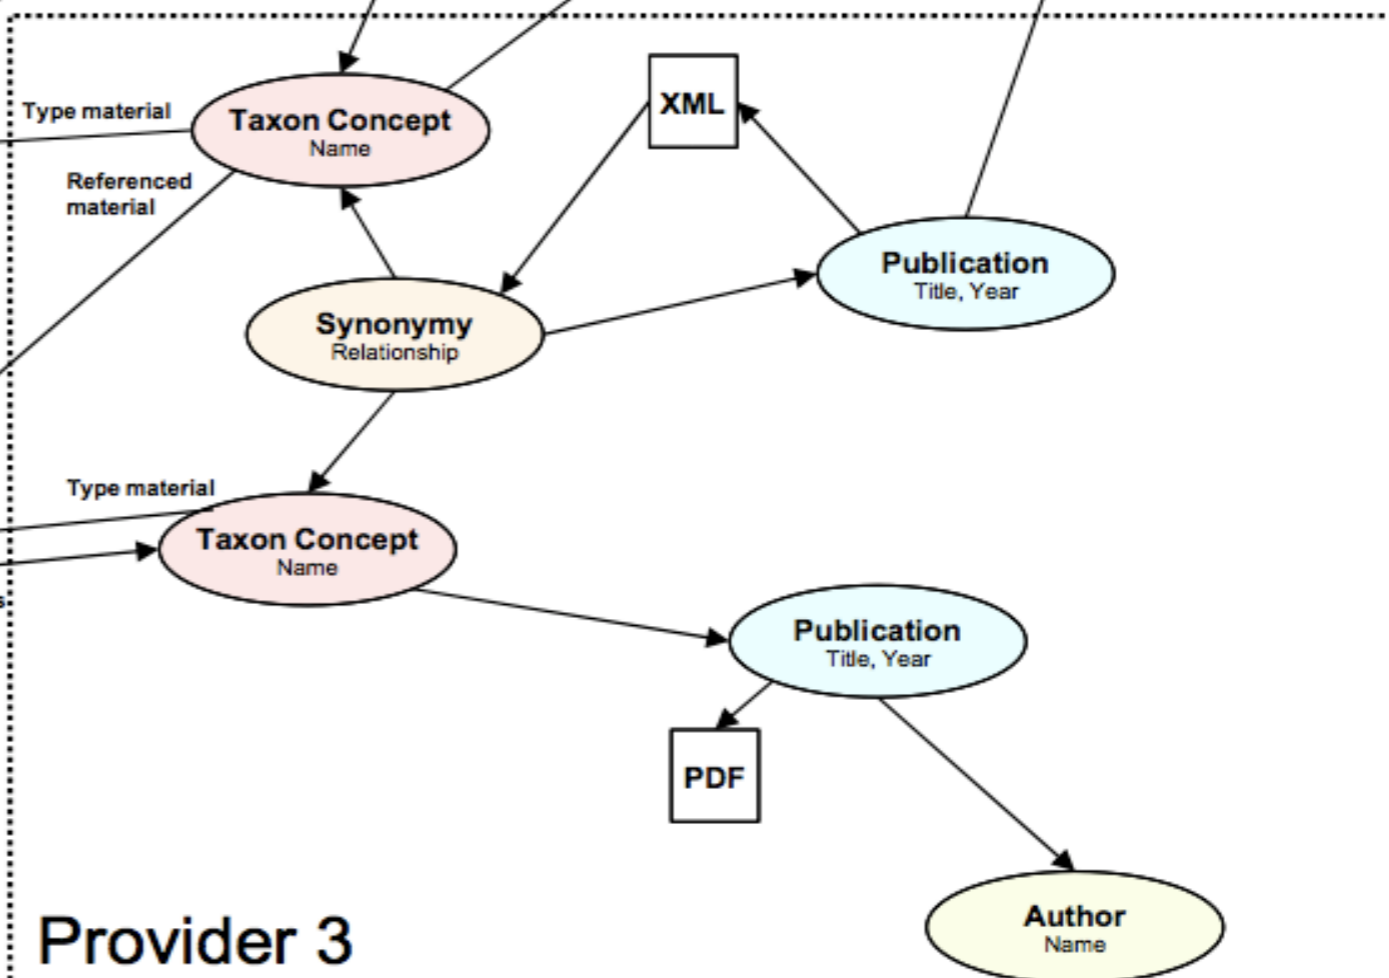 Type material
Taxon Concept
Name
XML
Referenced
material
Publication
Title, Year
Synonymy
Relationship
Type material
Taxon Concept
Name
Publication
Title, Year
PDF
Author
Name
Provider 3